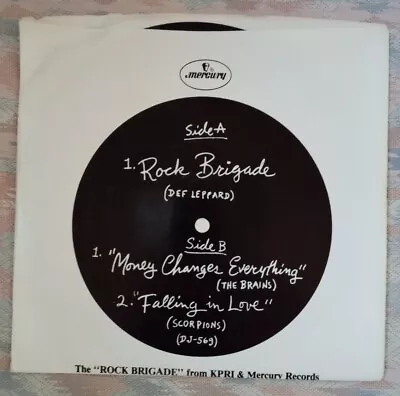 mercury
Side A
1. Rock Brigade
(DEF LEPPARD)
Side B
1. "Money Changes Everything"
(THE BRAINS)
2. "Falling in Love"
(SCORPIONS)
(DJ-569)
The "ROCK BRIGADE" from KPRI & Mercury Records